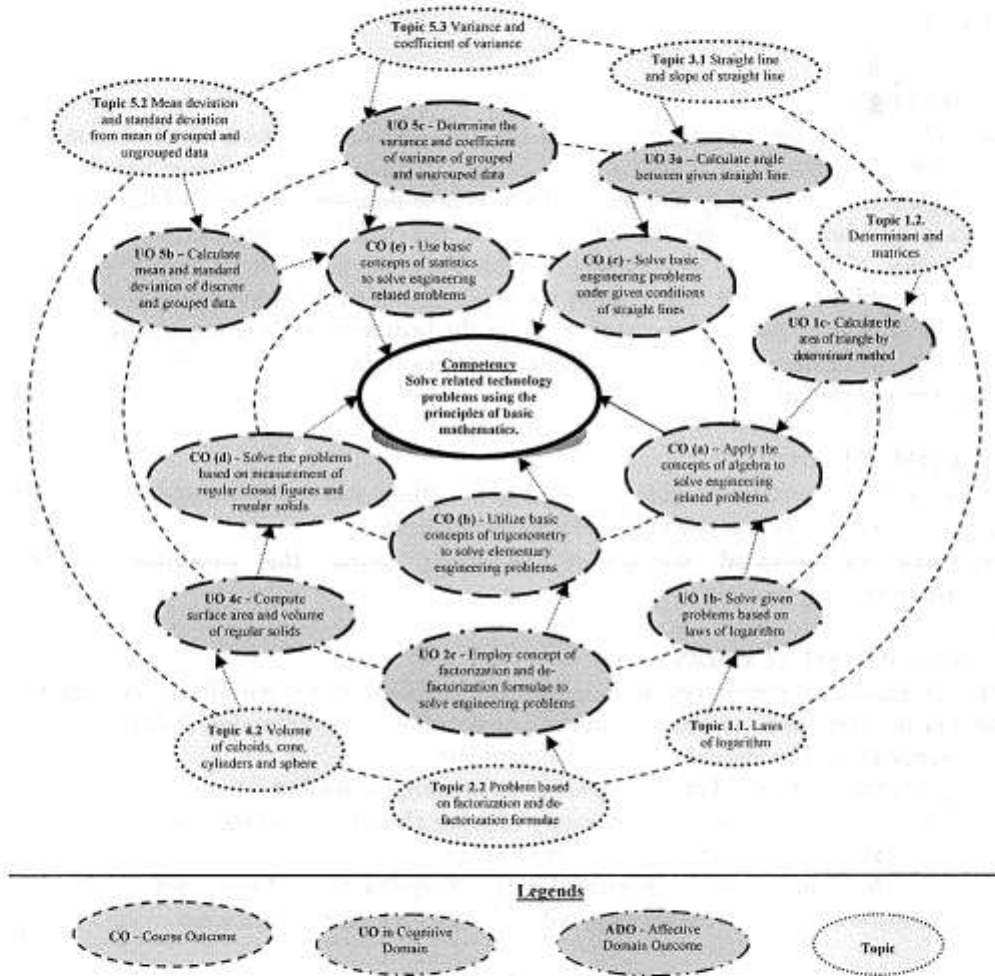 Topic 5.3 Variance and
coefficient of variance
Topic 3.1 Straight line
and slope of straight line
Topic 5.2 Mean deviation
and standard deviation
from mean of grouped and
ungrouped data
UO 5c - Determine the
variance and coefficient
of variance of grouped
and ungrouped data
UO 3a – Calculate angle
between given straight line.
Topic 1.2.
Determinant and
matrices
UO 5b – Calculate
mean and standard
deviation of discrete
and grouped data.
CO (e) - Use basic
concepts of statistics
to solve engineering
related problems
CO (c) - Solve basic
engineering problems
under given conditions
of straight lines
UO 1c- Calculate the
area of triangle by
determinant method
Competency
Solve related technology
problems using the
principles of basic
mathematics.
CO (d) - Solve the problems
based on measurement of
regular closed figures and
regular solids
CO (a) – Apply the
concepts of algebra to
solve engineering
related problems
CO (b) - Utilize basic
concepts of trigonometry
to solve elementary
engineering problems
UO 4c - Compute
surface area and volume
of regular solids
UO 1b- Solve given
problems based on
laws of logarithm
UO 2c - Employ concept of
factorization and de-
factorization formulae to
solve engineering problems
Topic 4.2 Volume
of cuboids, cone,
cylinders and sphere
Topic 1.1. Laws
of logarithm
Topic 2.2 Problem based
on factorization and de-
factorization formulae
Legends
CO - Course Outcome
UO in Cognitive
Domain
ADO - Affective
Domain Outcome
Topic